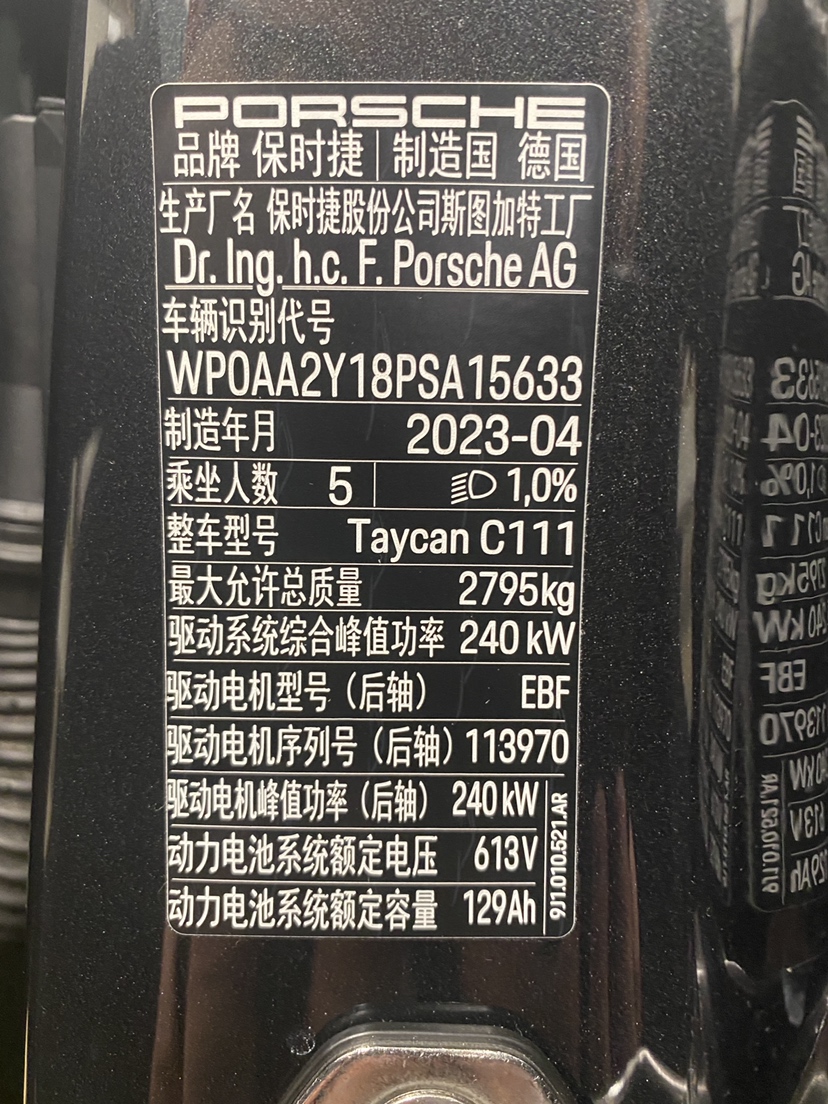 PORSCHE
品牌 保时捷 制造国 德国
生产厂名 保时捷股份公司斯图加特工厂
Dr. Ing. h.c. F. Porsche AG
车辆识别代号
WP0AA2Y18PSA15633
制造年月 2023-04
乘坐人数 5 1,0%
整车型号 Taycan C111
最大允许总质量 2795kg
驱动系统综合峰值功率 240 kW
驱动电机型号（后轴） EBF
驱动电机序列号（后轴） 113970
驱动电机峰值功率（后轴） 240 kW
动力电池系统额定电压 613V
动力电池系统额定容量 129Ah
9J1.010.521.AR